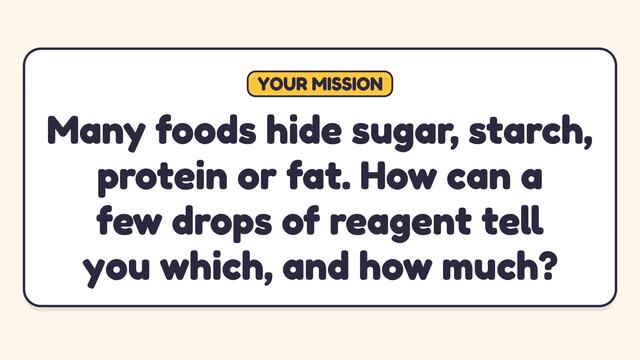 YOUR MISSION
Many foods hide sugar, starch,
protein or fat. How can a
few drops of reagent tell
you which, and how much?